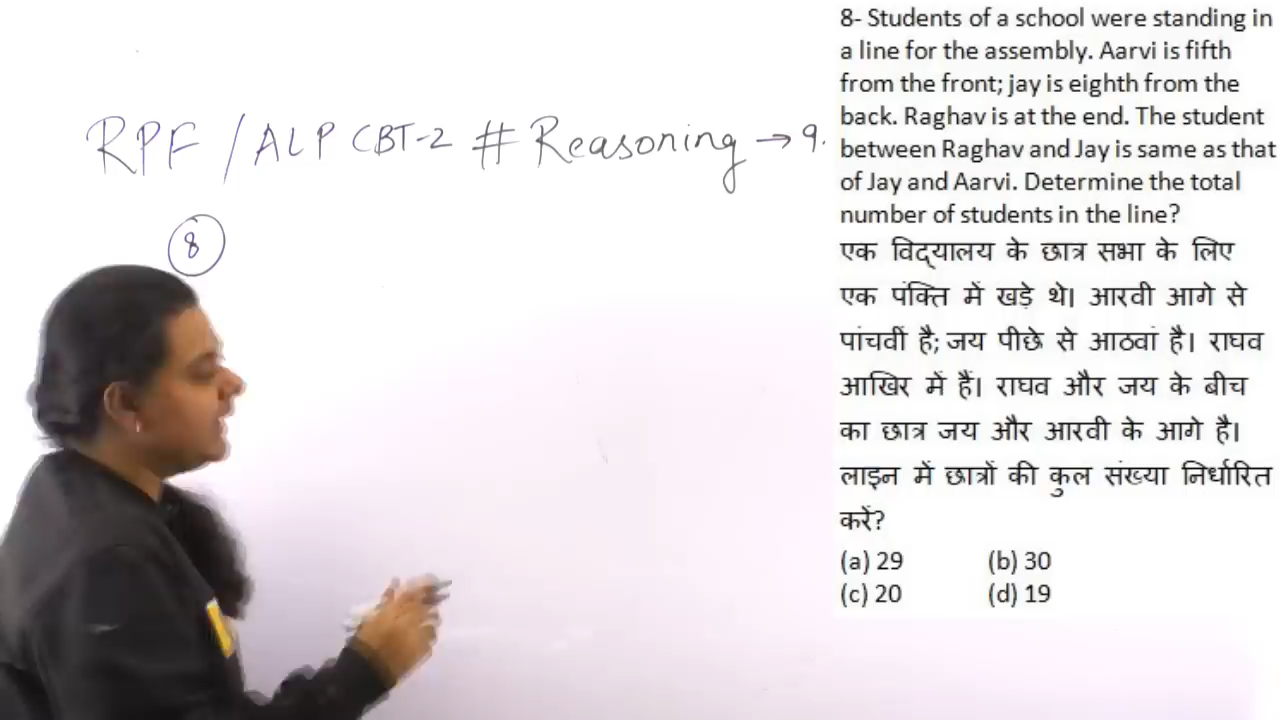 RPF / ALP CBT-2 # Reasoning → 9.
8
8- Students of a school were standing in
a line for the assembly. Aarvi is fifth
from the front; jay is eighth from the
back. Raghav is at the end. The student
between Raghav and Jay is same as that
of Jay and Aarvi. Determine the total
number of students in the line?
एक विद्यालय के छात्र सभा के लिए
एक पंक्ति में खड़े थे। आरवी आगे से
पांचवीं है; जय पीछे से आठवां है। राघव
आखिर में हैं। राघव और जय के बीच
का छात्र जय और आरवी के आगे है।
लाइन में छात्रों की कुल संख्या निर्धारित
करें?
(a) 29 (b) 30
(c) 20 (d) 19